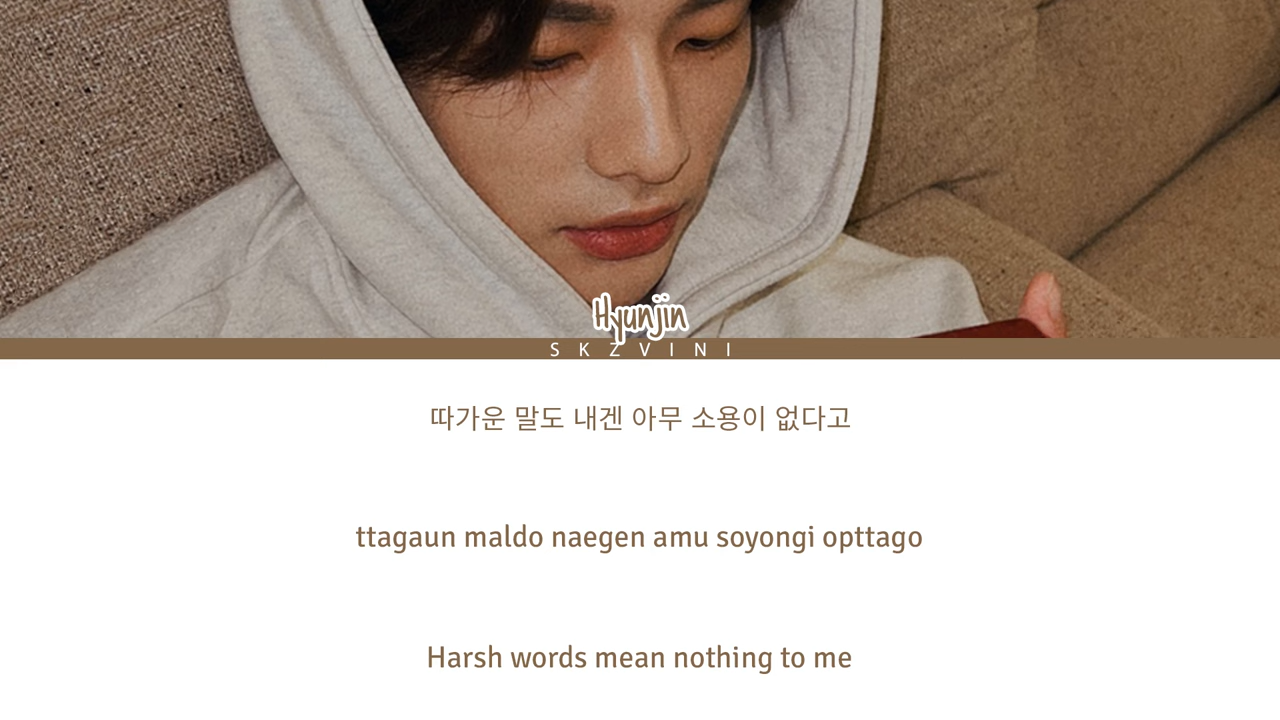 Hyunjin
SKZVINI
따가운 말도 내겐 아무 소용이 없다고
ttagaun maldo naegen amu soyongi opttago
Harsh words mean nothing to me